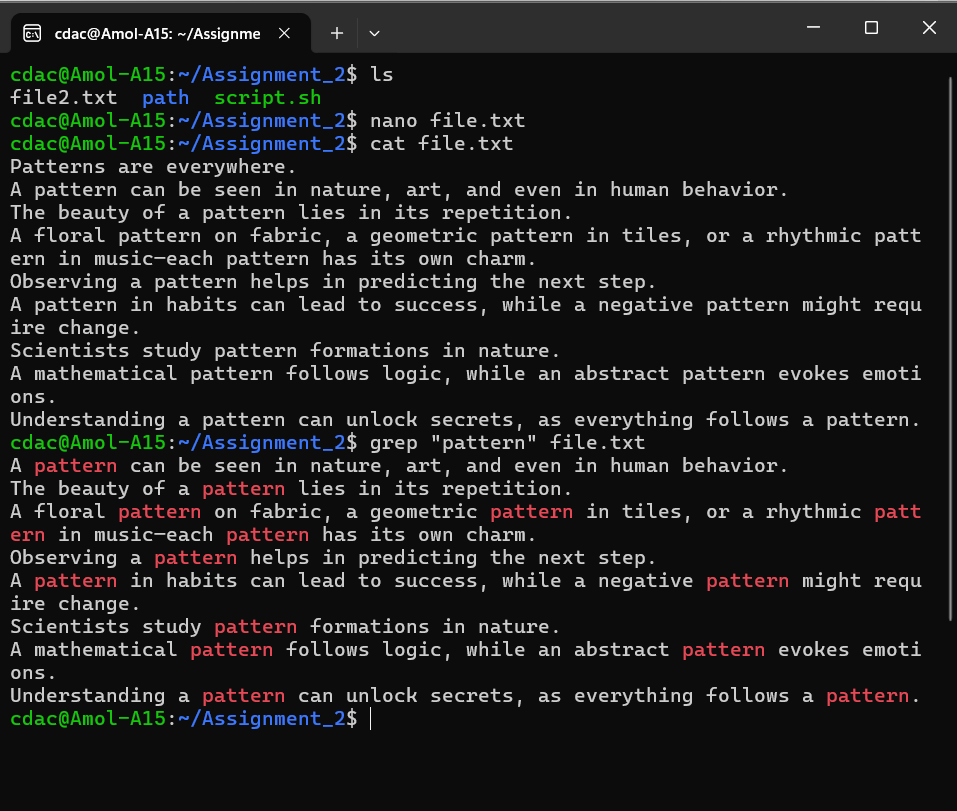 cdac@Amol-A15: ~/Assignme
cdac@Amol-A15:~/Assignment_2$ ls
file2.txt  path  script.sh
cdac@Amol-A15:~/Assignment_2$ nano file.txt
cdac@Amol-A15:~/Assignment_2$ cat file.txt
Patterns are everywhere.
A pattern can be seen in nature, art, and even in human behavior.
The beauty of a pattern lies in its repetition.
A floral pattern on fabric, a geometric pattern in tiles, or a rhythmic patt
ern in music—each pattern has its own charm.
Observing a pattern helps in predicting the next step.
A pattern in habits can lead to success, while a negative pattern might requ
ire change.
Scientists study pattern formations in nature.
A mathematical pattern follows logic, while an abstract pattern evokes emoti
ons.
Understanding a pattern can unlock secrets, as everything follows a pattern.
cdac@Amol-A15:~/Assignment_2$ grep "pattern" file.txt
A pattern can be seen in nature, art, and even in human behavior.
The beauty of a pattern lies in its repetition.
A floral pattern on fabric, a geometric pattern in tiles, or a rhythmic patt
ern in music—each pattern has its own charm.
Observing a pattern helps in predicting the next step.
A pattern in habits can lead to success, while a negative pattern might requ
ire change.
Scientists study pattern formations in nature.
A mathematical pattern follows logic, while an abstract pattern evokes emoti
ons.
Understanding a pattern can unlock secrets, as everything follows a pattern.
cdac@Amol-A15:~/Assignment_2$